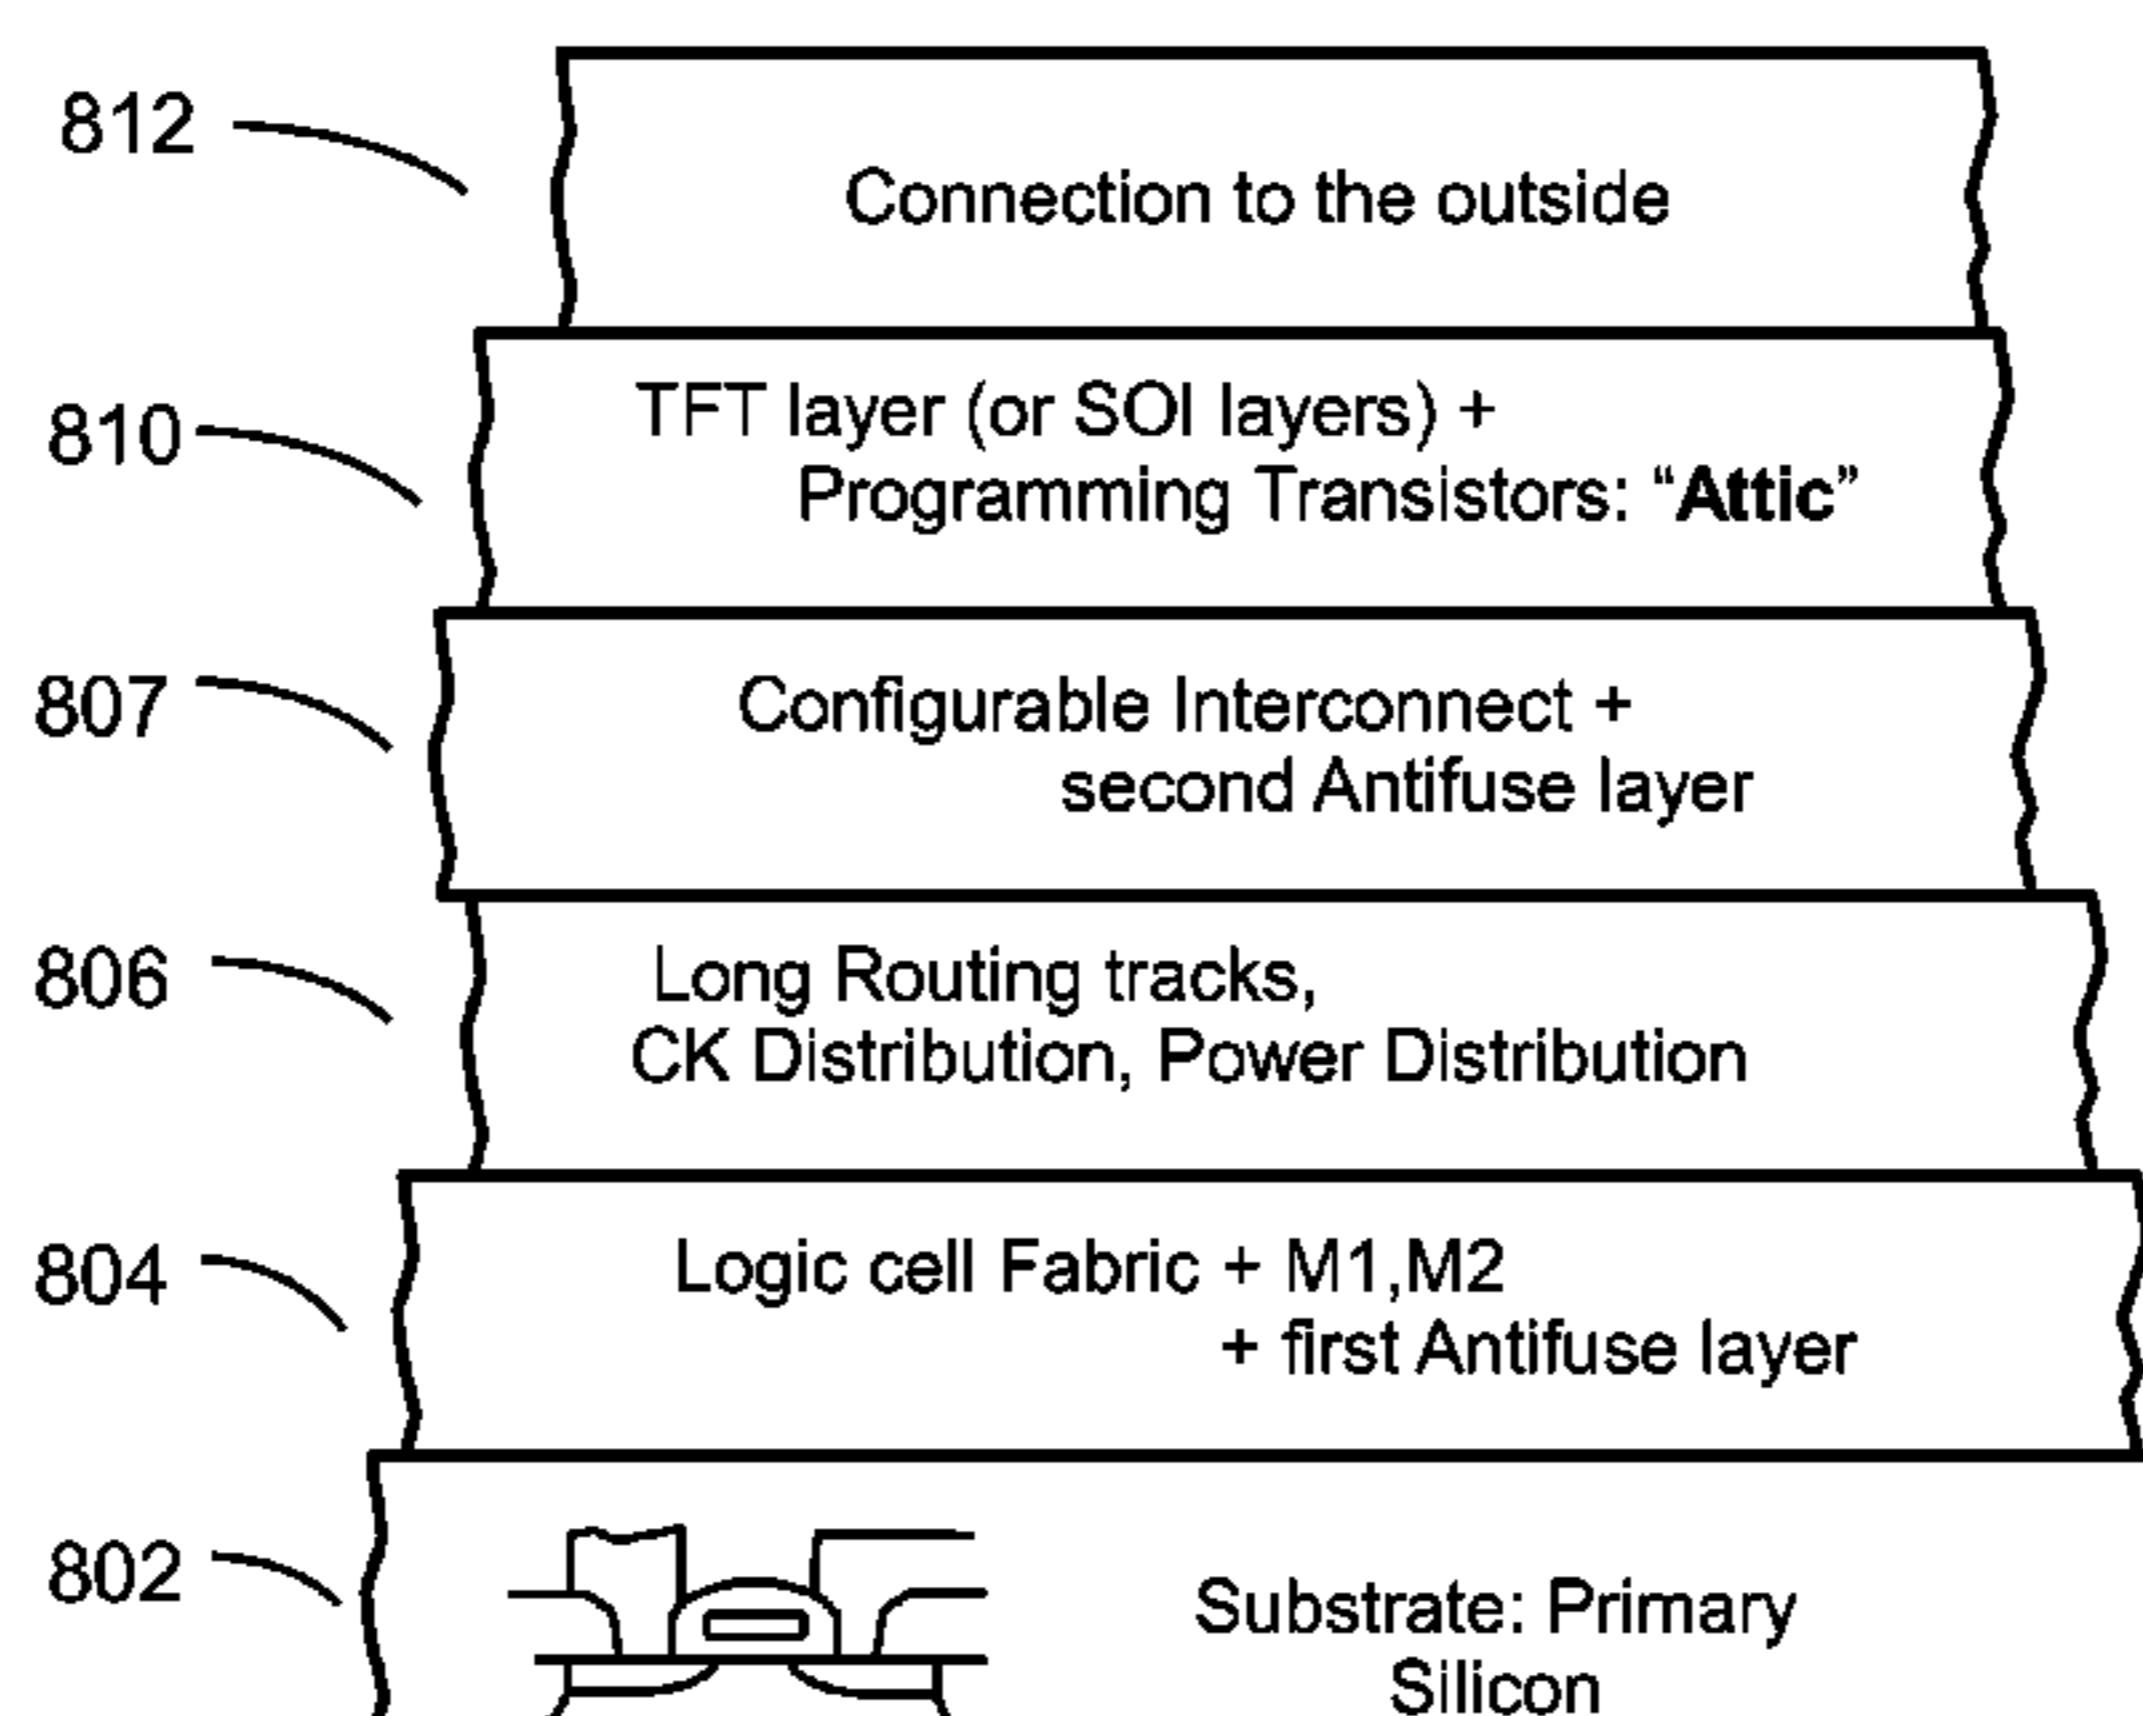 812
Connection to the outside
810
TFT layer (or SOI layers) +
Programming Transistors: “Attic”
807
Configurable Interconnect +
second Antifuse layer
806
Long Routing tracks,
CK Distribution, Power Distribution
804
Logic cell Fabric + M1,M2
+ first Antifuse layer
802
Substrate: Primary
Silicon